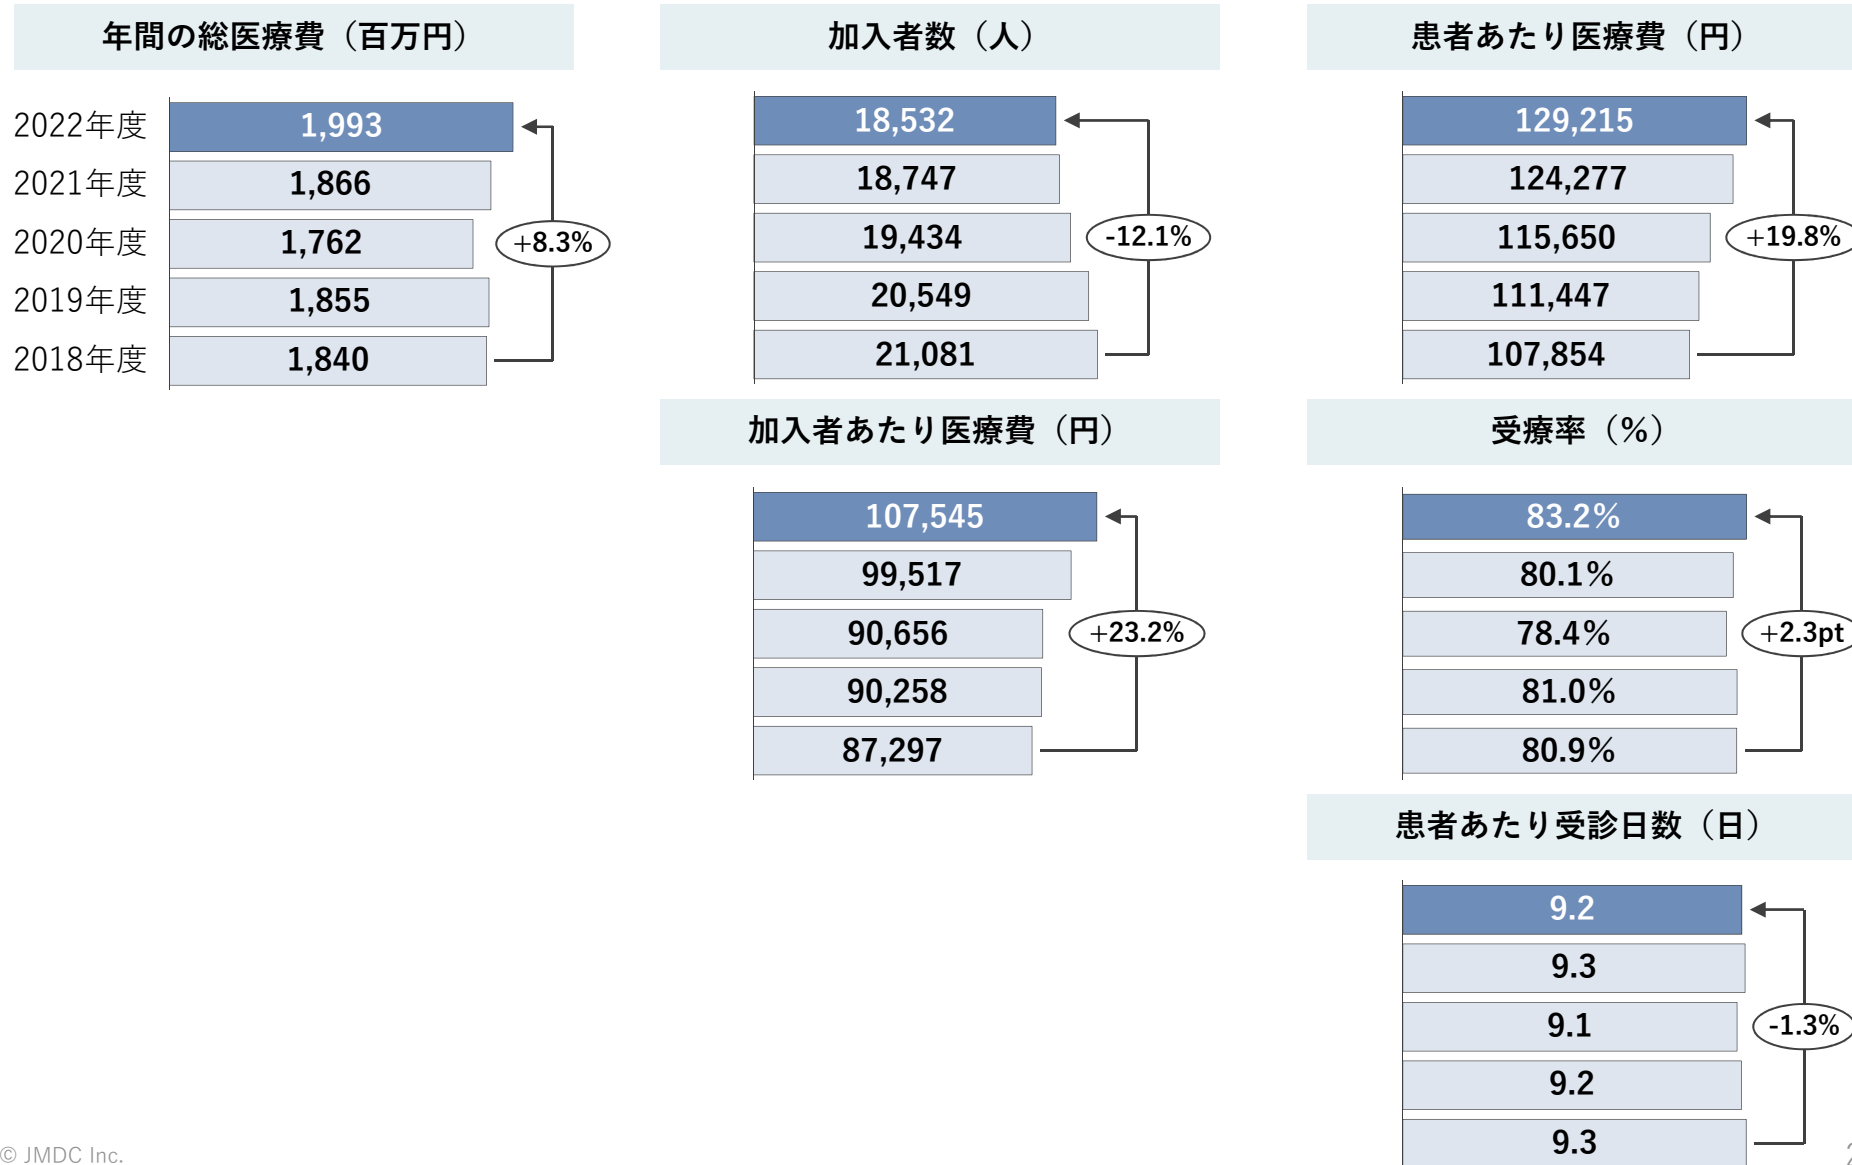 年間の総医療費（百万円）
2022年度 1,993
2021年度 1,866
2020年度 1,762
2019年度 1,855
2018年度 1,840
+8.3%
加入者数（人）
18,532
18,747
19,434
20,549
21,081
-12.1%
患者あたり医療費（円）
129,215
124,277
115,650
111,447
107,854
+19.8%
加入者あたり医療費（円）
107,545
99,517
90,656
90,258
87,297
+23.2%
受療率（%）
83.2%
80.1%
78.4%
81.0%
80.9%
+2.3pt
患者あたり受診日数（日）
9.2
9.3
9.1
9.2
9.3
-1.3%
© JMDC Inc.